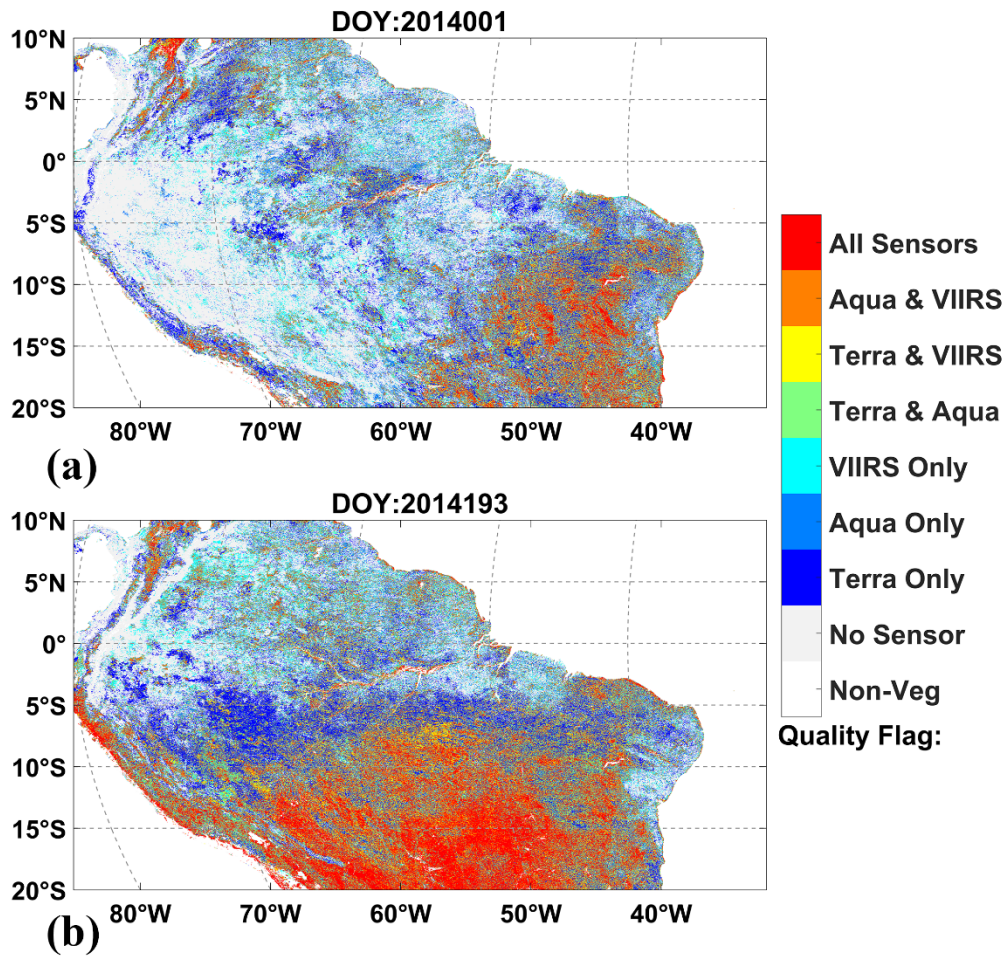 DOY:2014001
10°N
5°N
0°
5°S
10°S
15°S
20°S
80°W 70°W 60°W 50°W 40°W
(a)
DOY:2014193
10°N
5°N
0°
5°S
10°S
15°S
20°S
80°W 70°W 60°W 50°W 40°W
(b)
All Sensors
Aqua & VIIRS
Terra & VIIRS
Terra & Aqua
VIIRS Only
Aqua Only
Terra Only
No Sensor
Non-Veg
Quality Flag: